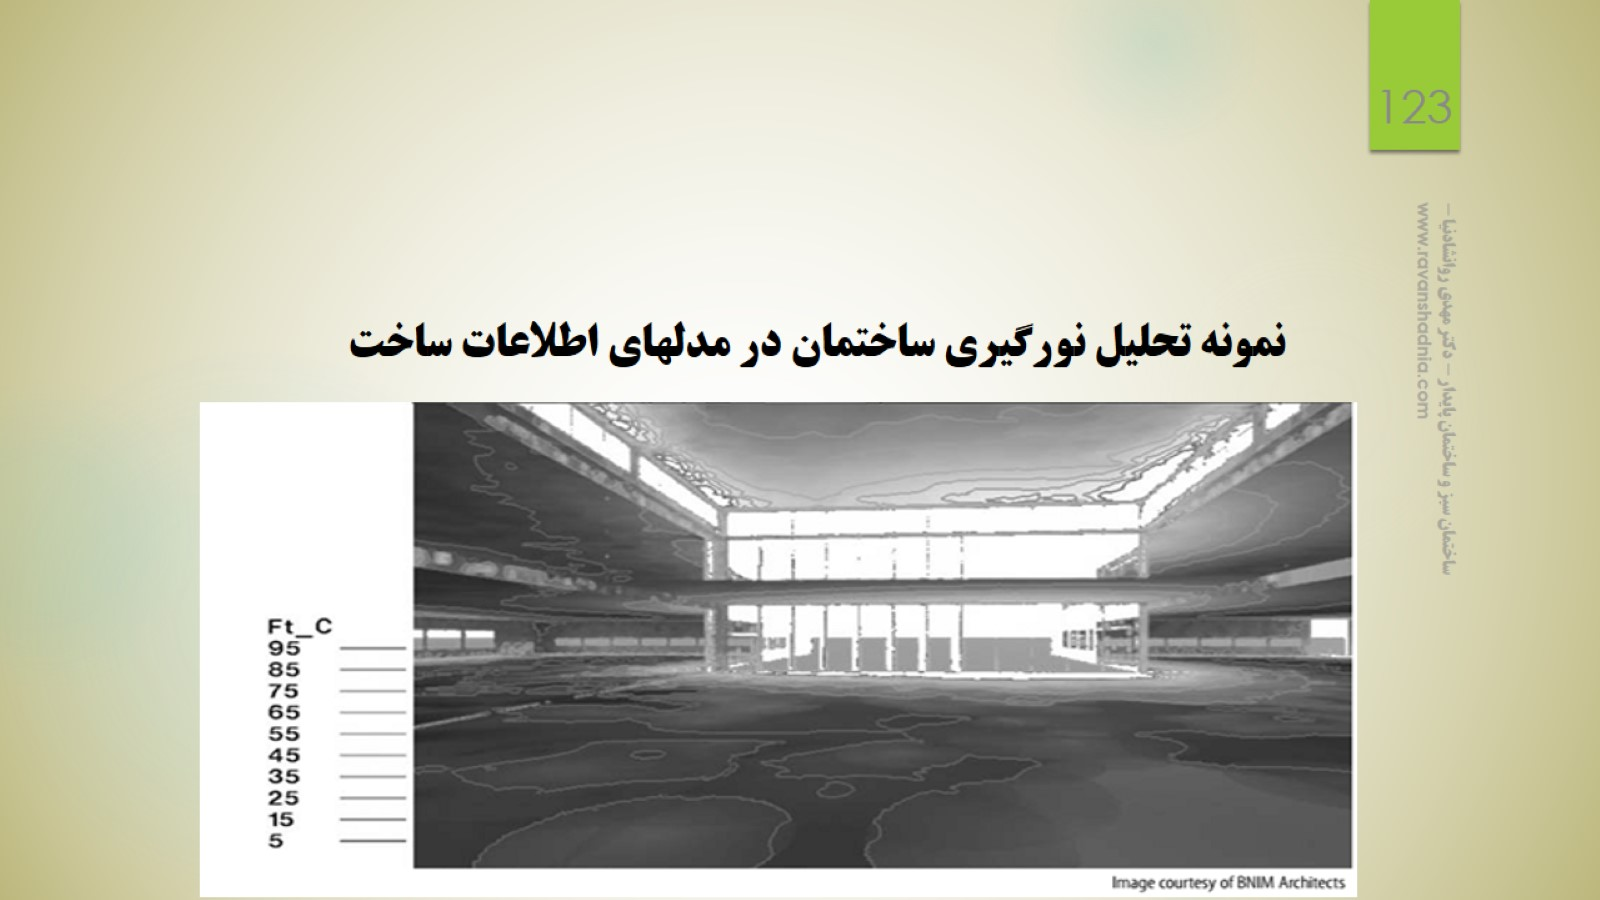 123
ساختمان سبز و ساختمان پایدار – دکتر مهدی روانشادنیا –
www.ravanshadnia.com
نمونه تحلیل نورگیری ساختمان در مدلهای اطلاعات ساخت
Ft_C
95
85
75
65
55
45
35
25
15
5
Image courtesy of BNIM Architects